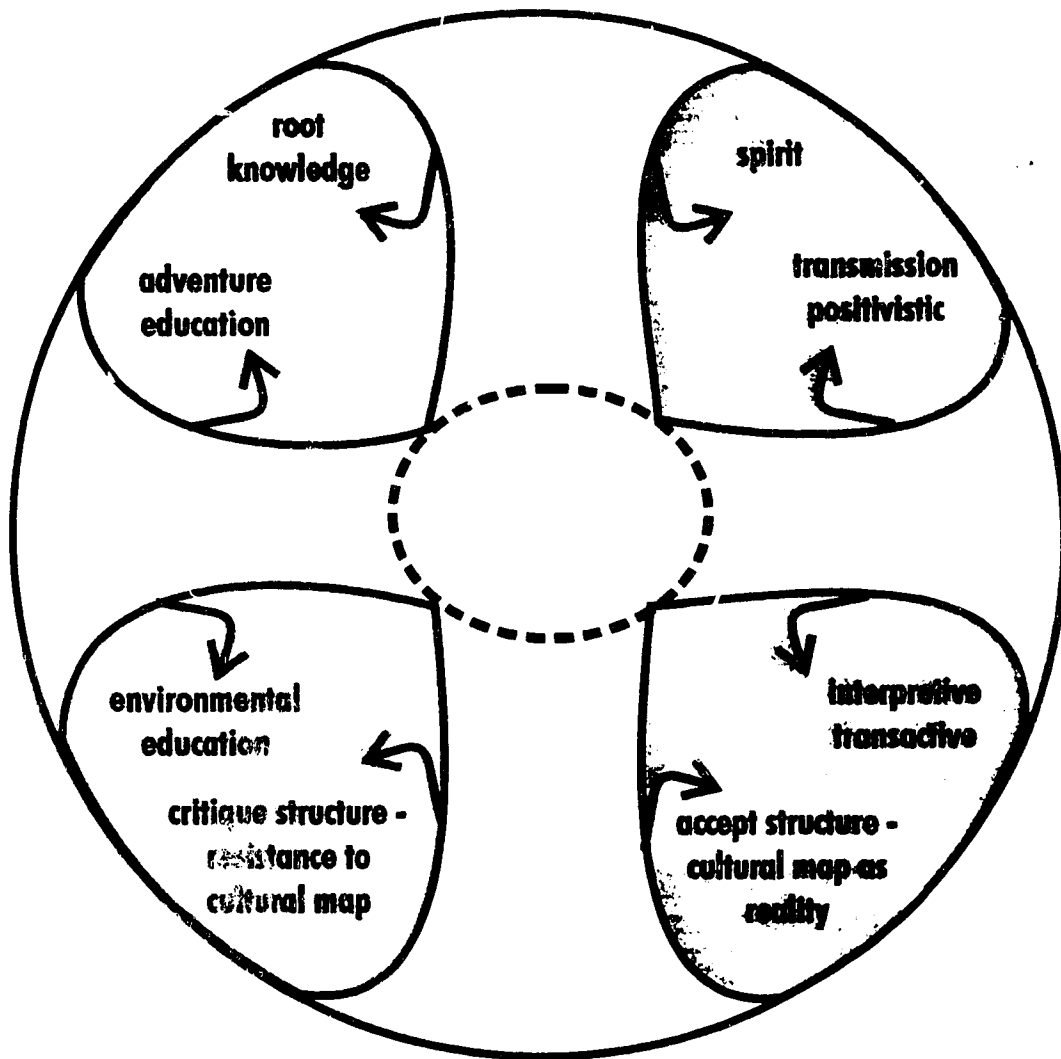 root
knowledge
adventure
education
spirit
transmission
positivistic
environmental
education
critique structure -
resistance to
cultural map
interpretive
transactive
accept structure -
cultural map as
reality